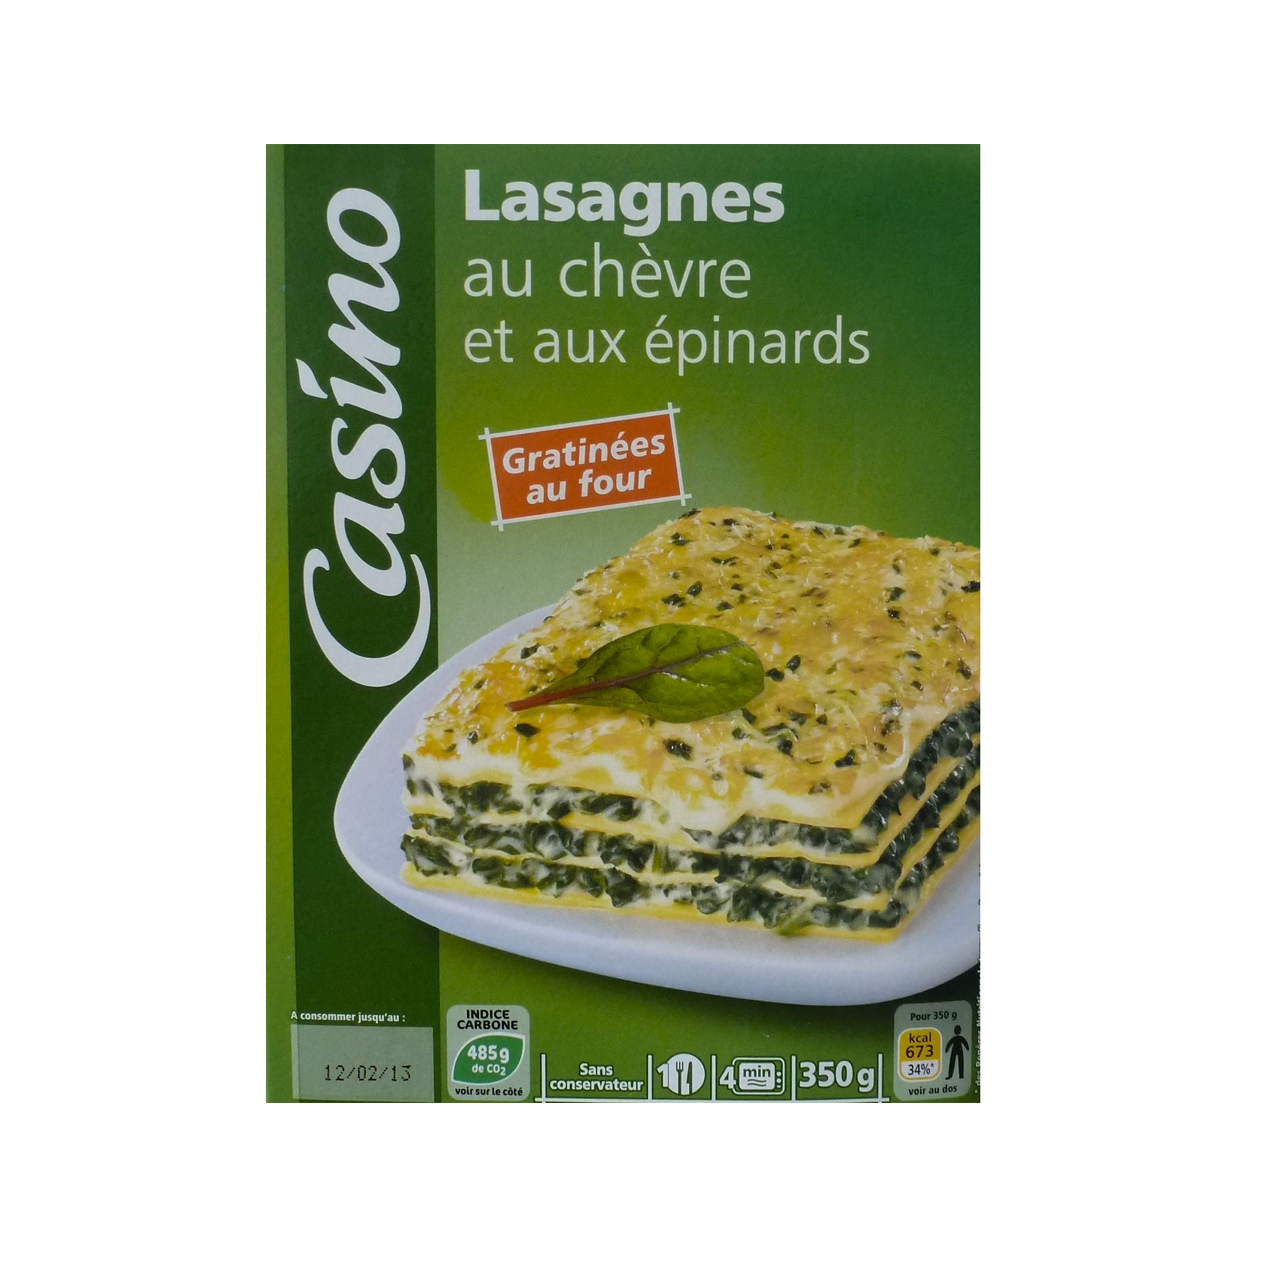 Casino
Lasagnes
au chèvre
et aux épinards
Gratinées
au four
A consommer jusqu'au :
12/02/13
INDICE
CARBONE
485g
de CO2
voir sur le côté
Sans
conservateur
1
4 min
350g
Pour 350 g
kcal
673
34%*
voir au dos